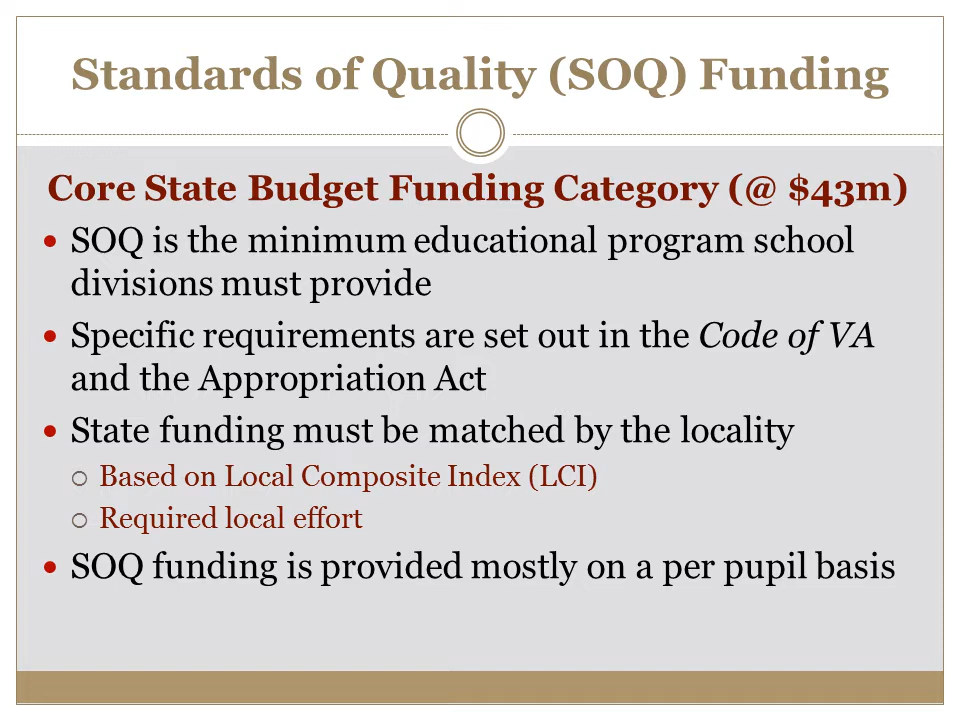 Standards of Quality (SOQ) Funding
Core State Budget Funding Category (@ $43m)
SOQ is the minimum educational program school
divisions must provide
Specific requirements are set out in the Code of VA
and the Appropriation Act
State funding must be matched by the locality
Based on Local Composite Index (LCI)
Required local effort
SOQ funding is provided mostly on a per pupil basis